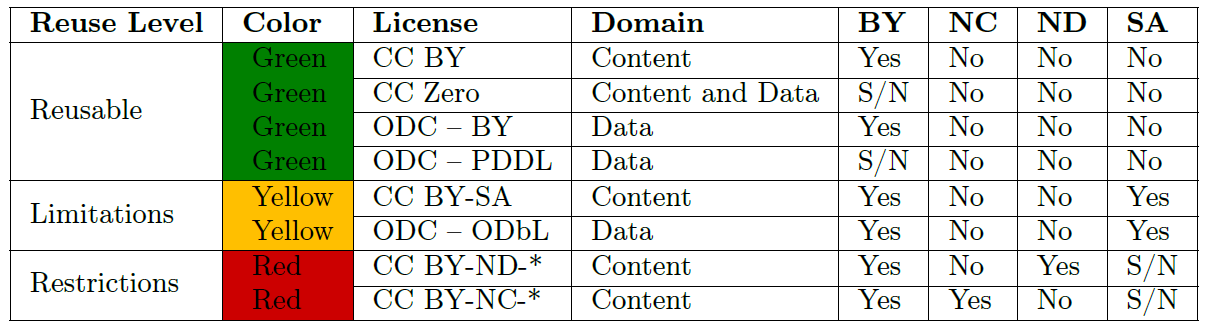 Reuse Level Color License Domain BY NC ND SA
Green CC BY Content Yes No No No
Reusable
Green CC Zero Content and Data S/N No No No
Green ODC – BY Data Yes No No No
Green ODC – PDDL Data S/N No No No
Limitations
Yellow CC BY-SA Content Yes No No Yes
Yellow ODC – ODbL Data Yes No No Yes
Restrictions
Red CC BY-ND-* Content Yes No Yes S/N
Red CC BY-NC-* Content Yes Yes No S/N